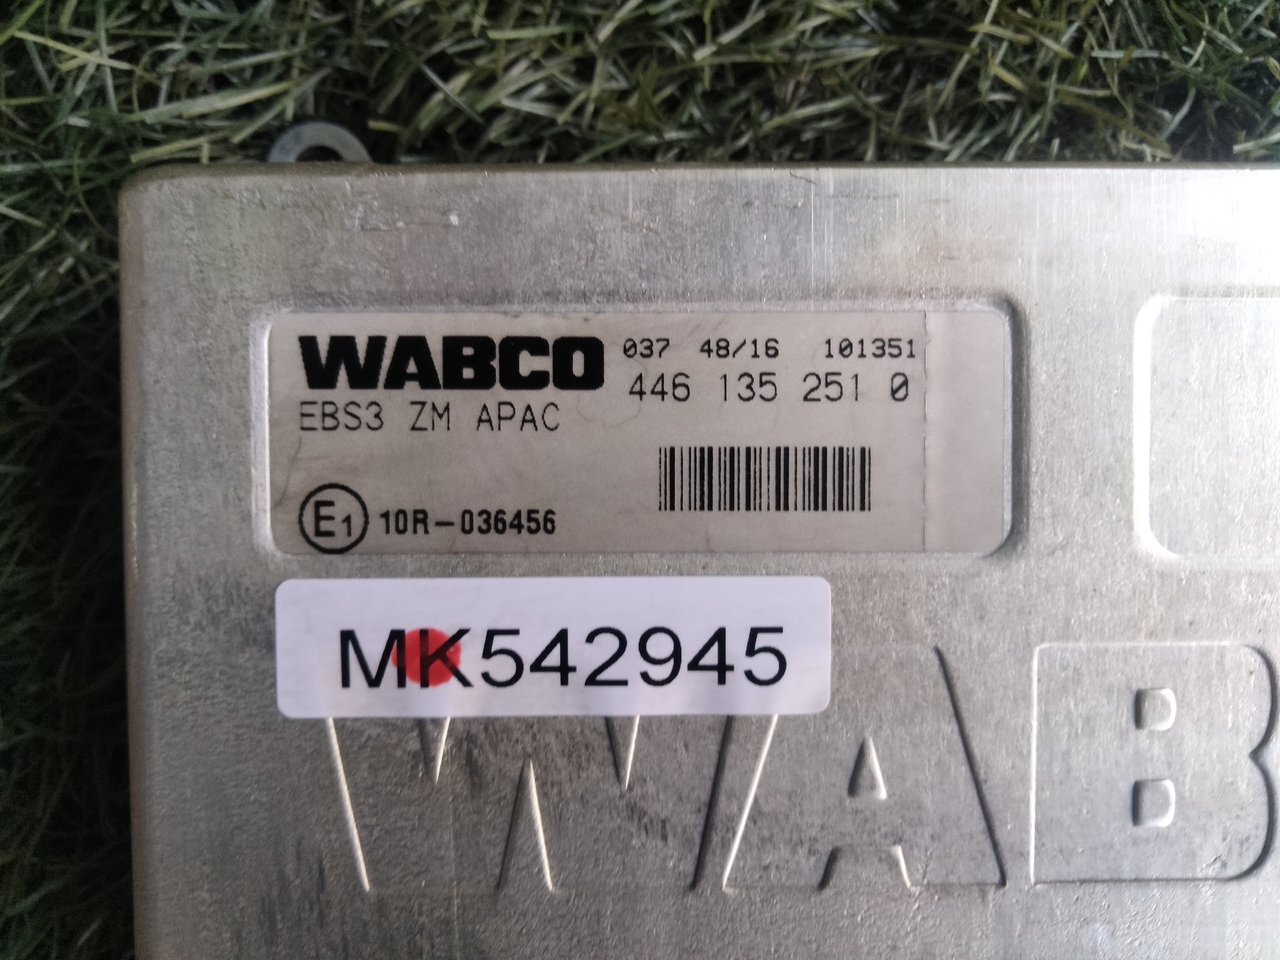 WABCO 037 48/16 101351
446 135 251 0
EBS3 ZM APAC
E1 10R-036456
MK542945
WAB